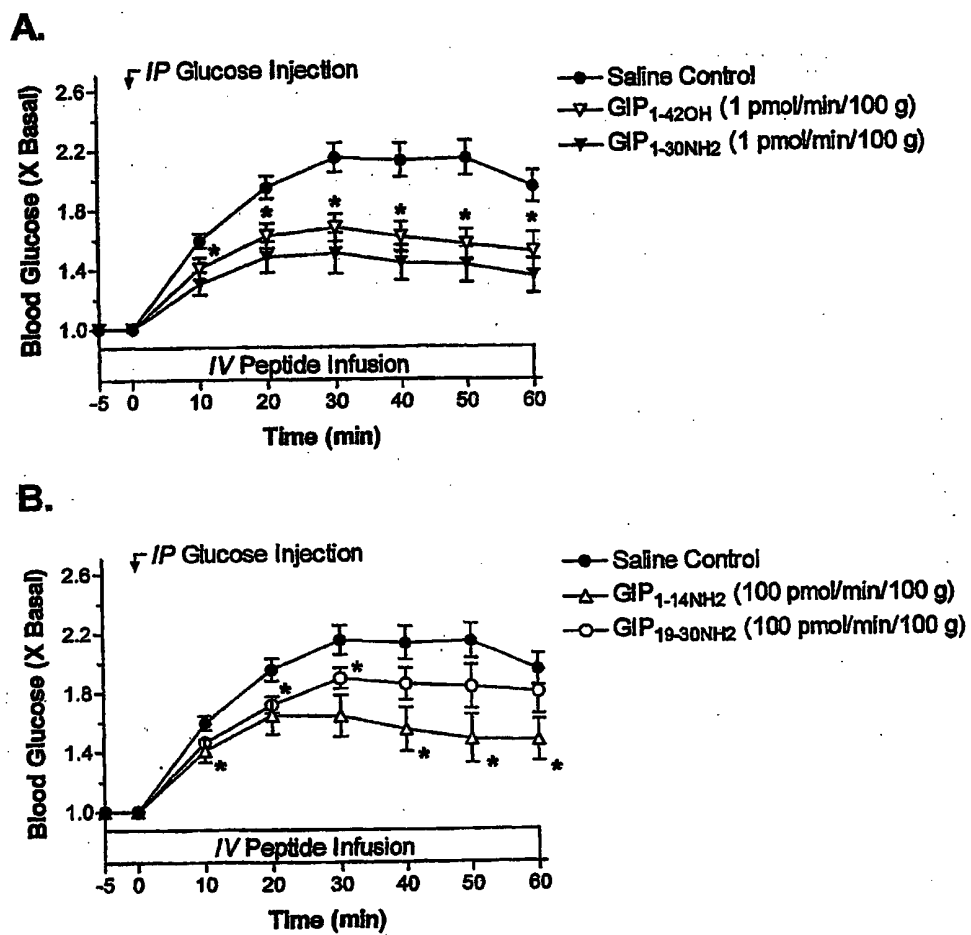 A.
IP Glucose Injection
Saline Control
GIP1-42OH (1 pmol/min/100 g)
GIP1-30NH2 (1 pmol/min/100 g)
Blood Glucose (X Basal)
2.6
2.2
1.8
1.4
1.0
* * * * * *
IV Peptide Infusion
-5 0 10 20 30 40 50 60
Time (min)
B.
IP Glucose Injection
Saline Control
GIP1-14NH2 (100 pmol/min/100 g)
GIP19-30NH2 (100 pmol/min/100 g)
Blood Glucose (X Basal)
2.6
2.2
1.8
1.4
1.0
* * * * * *
IV Peptide Infusion
-5 0 10 20 30 40 50 60
Time (min)